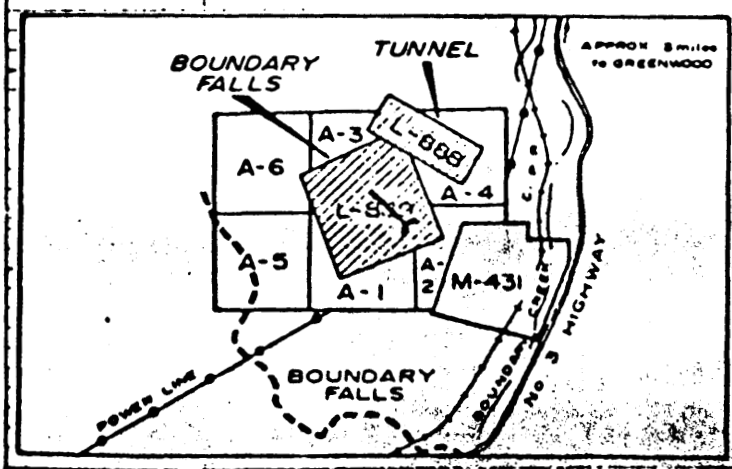 BOUNDARY
FALLS
TUNNEL
APPROX 3 miles
to GREENWOOD
A-3
L-888
A-6
A-4
A-5
A-2
M-431
A-1
CREEK
BOUNDARY
No 3 HIGHWAY
BOUNDARY
FALLS
POWER LINE